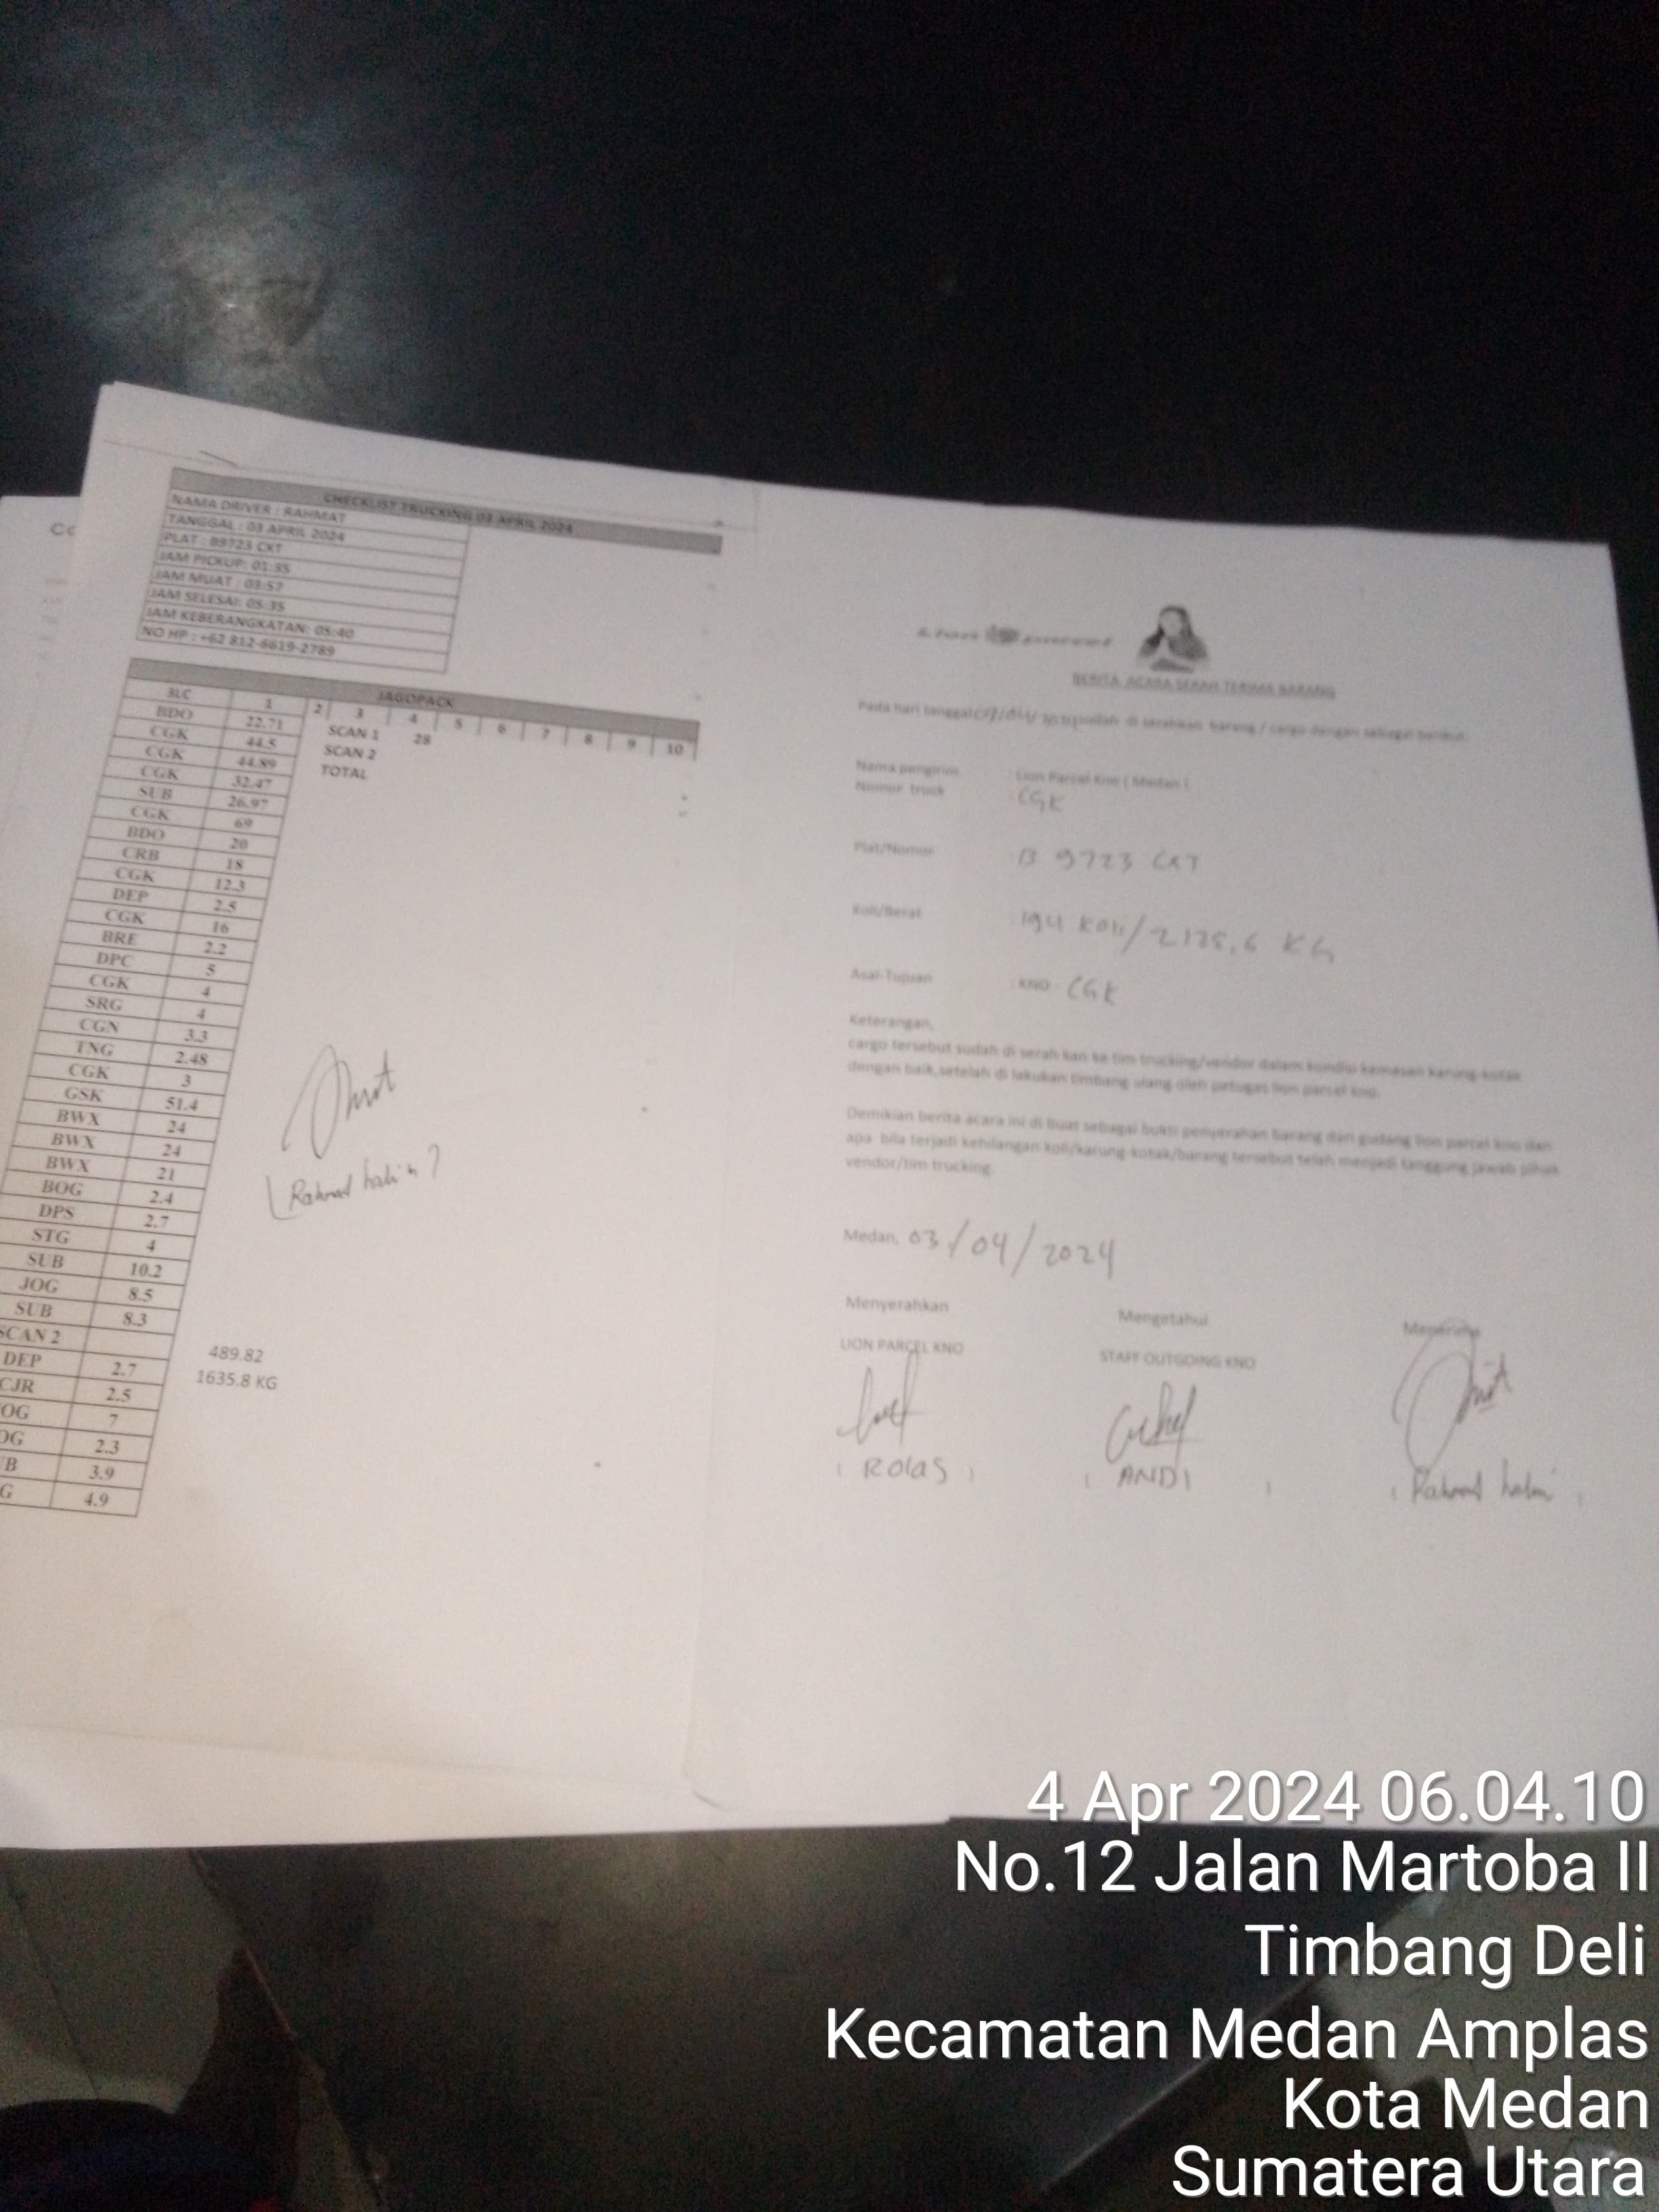 CHECKLIST TRUCKING 03 APRIL 2024
NAMA DRIVER : RAHMAT
TANGGAL : 03 APRIL 2024
PLAT : B9723 CXT
JAM PICKUP: 01:35
JAM MUAT : 03:57
JAM SELESAI: 05:35
JAM KEBERANGKATAN: 05:40
NO HP : +62 812-6619-2789
JAGOPACK
3LC 1 2 3 4 5 6 7 8 9 10
BDO 22.71 SCAN 1 28
CGK 44.5 SCAN 2
CGK 44.89 TOTAL
CGK 32.47
SUB 26.97
CGK 69
BDO 20
CRB 18
CGK 12.3
DEP 2.5
CGK 16
BRE 2.2
DPC 5
CGK 4
SRG 4
CGN 3.3
TNG 2.48
CGK 3
GSK 51.4
BWX 24
BWX 24
BWX 21
BOG 2.4
DPS 2.7
STG 4
SUB 10.2
JOG 8.5
SUB 8.3
SCAN 2
DEP 2.7 489.82
CJR 2.5 1635.8 KG
OG 7
OG 2.3
B 3.9
G 4.9
Lion parcel
BERITA ACARA SERAH TERIMA BARANG
Pada hari tanggal sudah di serahkan barang / cargo dengan sebagai berikut:
Nama pengirim : Lion Parcel Kno ( Medan )
Nomor truck : CGK
Plat/Nomor : B 9723 CXT
Koli/Berat : 194 Koli/ KG
Asal-Tujuan : KNO - CGK
Keterangan,
cargo tersebut sudah di serah kan ke tim trucking/vendor dalam kondisi kemasan karung-kotak
dengan baik,setelah di lakukan timbang ulang oleh petugas lion parcel kno.
Demikian berita acara ini di buat sebagai bukti penyerahan barang dari gudang lion parcel kno dan
apa bila terjadi kehilangan koli/karung-kotak/barang tersebut telah menjadi tanggung jawab pihak
vendor/tim trucking
Medan, 03/04/2024
Menyerahkan Mengetahui Menerima
LION PARCEL KNO STAFF OUTGOING KNO
( Rolas ) ( ANDI ) ( Rahmat halim )
( Rahmat halim )
4 Apr 2024 06.04.10
No.12 Jalan Martoba II
Timbang Deli
Kecamatan Medan Amplas
Kota Medan
Sumatera Utara